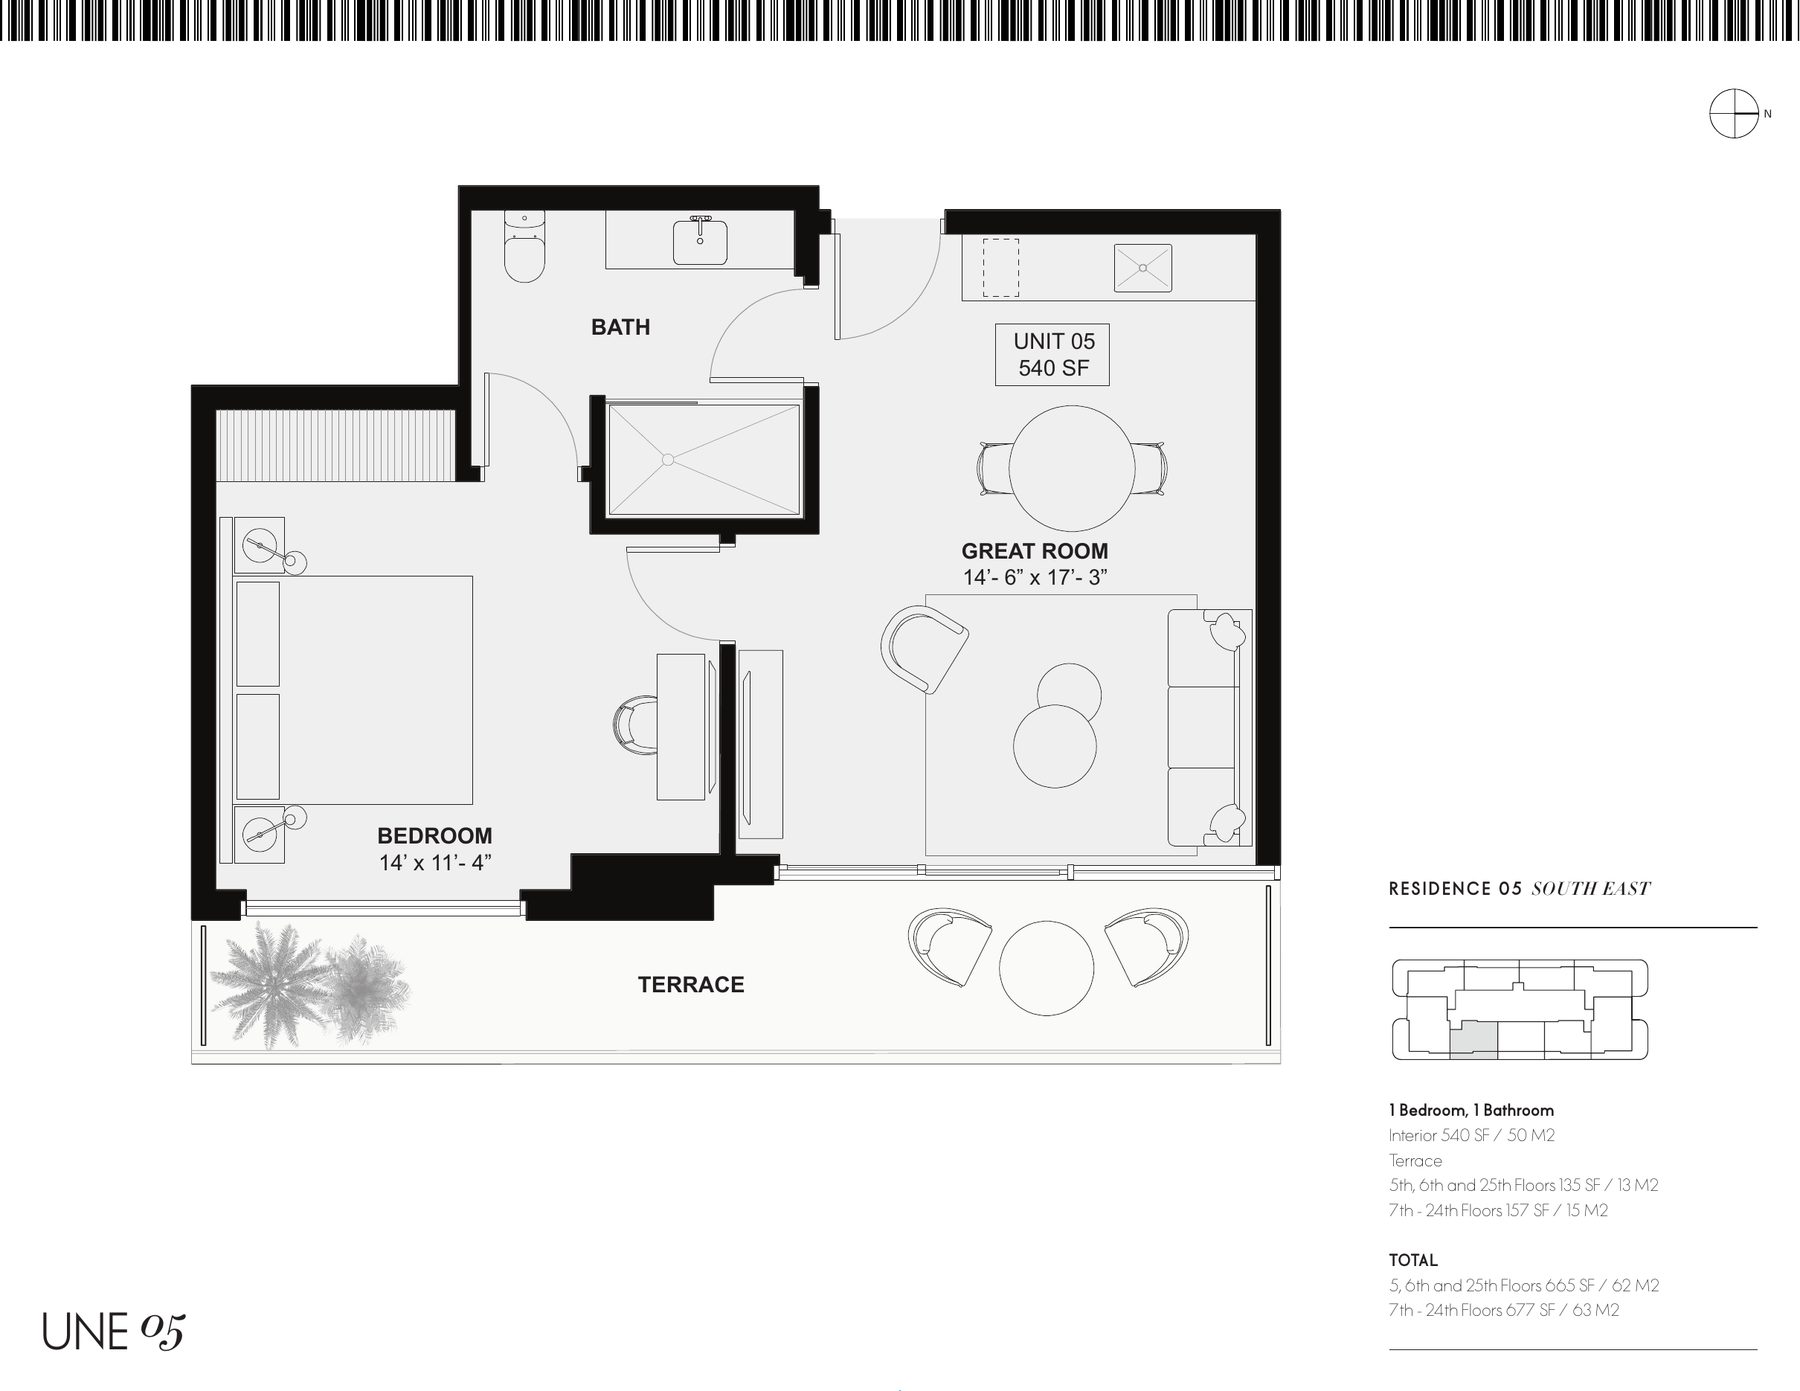 N
BATH
UNIT 05
540 SF
GREAT ROOM
14’- 6” x 17’- 3”
BEDROOM
14’ x 11’- 4”
TERRACE
RESIDENCE 05 SOUTH EAST
1 Bedroom, 1 Bathroom
Interior 540 SF / 50 M2
Terrace
5th, 6th and 25th Floors 135 SF / 13 M2
7th - 24th Floors 157 SF / 15 M2
TOTAL
5, 6th and 25th Floors 665 SF / 62 M2
7th - 24th Floors 677 SF / 63 M2
UNE 05